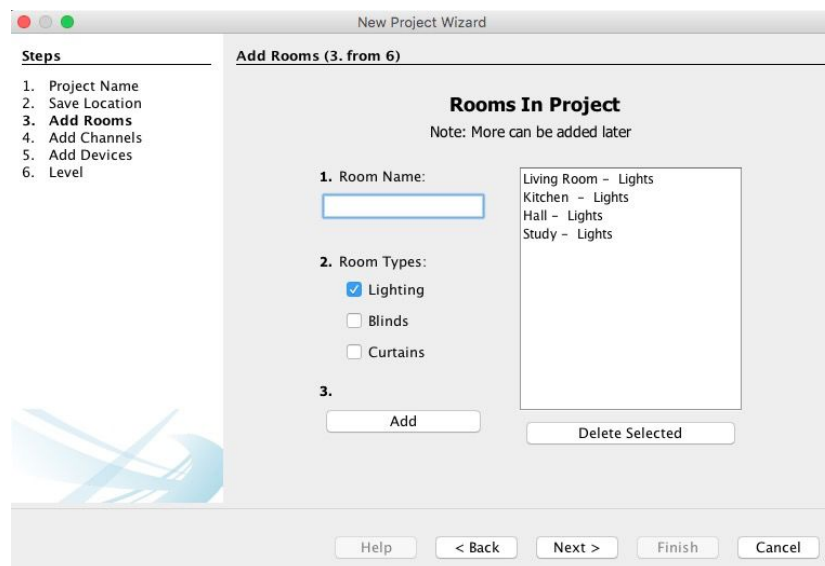 New Project Wizard
Steps
1. Project Name
2. Save Location
3. Add Rooms
4. Add Channels
5. Add Devices
6. Level
Add Rooms (3. from 6)
Rooms In Project
Note: More can be added later
1. Room Name:
2. Room Types:
Lighting
Blinds
Curtains
3.
Add
Living Room - Lights
Kitchen - Lights
Hall - Lights
Study - Lights
Delete Selected
Help
< Back
Next >
Finish
Cancel